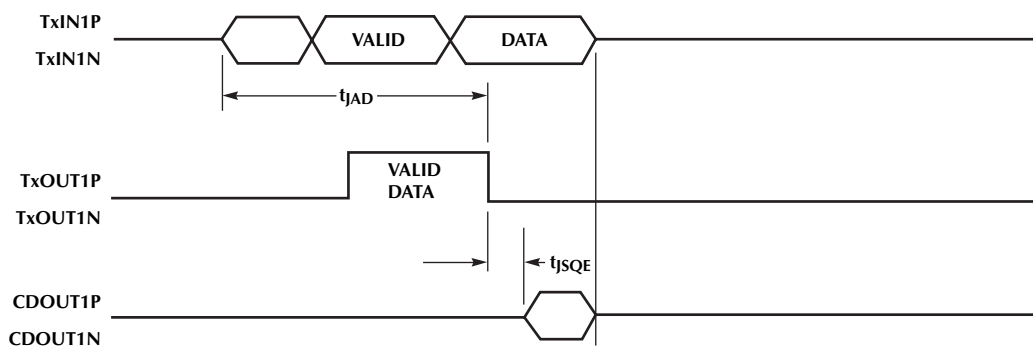 TxIN1P
TxIN1N
VALID
DATA
tJAD
TxOUT1P
TxOUT1N
VALID
DATA
tJSQE
CDOUT1P
CDOUT1N